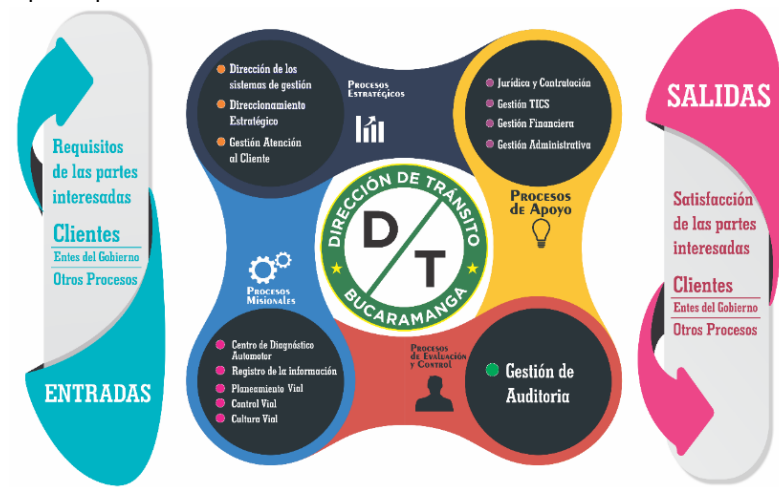 Requisitos
de las partes
interesadas
Clientes
Entes del Gobierno
Otros Procesos
ENTRADAS
Dirección de los
sistemas de gestión
Direccionamiento
Estratégico
Gestión Atención
al Cliente
PROCESOS
ESTRATÉGICOS
Jurídica y Contratación
Gestión TICS
Gestión Financiera
Gestión Administrativa
PROCESOS
DE APOYO
DIRECCIÓN DE TRÁNSITO
D/T
BUCARAMANGA
PROCESOS
MISIONALES
Centro de Diagnóstico
Automotor
Registro de la información
Planeamiento Vial
Control Vial
Cultura Vial
PROCESOS
DE EVALUACIÓN
Y CONTROL
Gestión de
Auditoria
SALIDAS
Satisfacción
de las partes
interesadas
Clientes
Entes del Gobierno
Otros Procesos